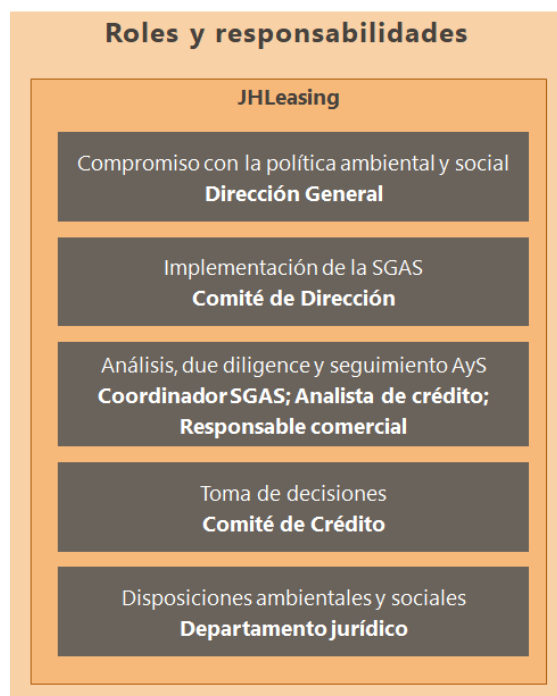 Roles y responsabilidades
JHLeasing
Compromiso con la política ambiental y social
Dirección General
Implementación de la SGAS
Comité de Dirección
Análisis, due diligence y seguimiento AyS
Coordinador SGAS; Analista de crédito;
Responsable comercial
Toma de decisiones
Comité de Crédito
Disposiciones ambientales y sociales
Departamento jurídico